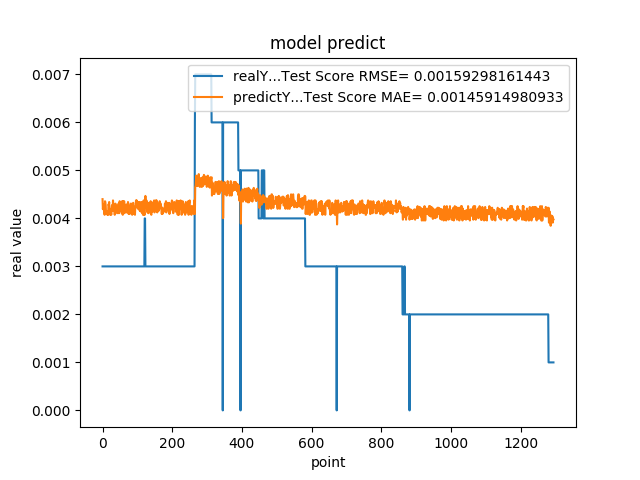 model predict
realY...Test Score RMSE= 0.00159298161443
predictY...Test Score MAE= 0.00145914980933
real value
0.007
0.006
0.005
0.004
0.003
0.002
0.001
0.000
0 200 400 600 800 1000 1200
point